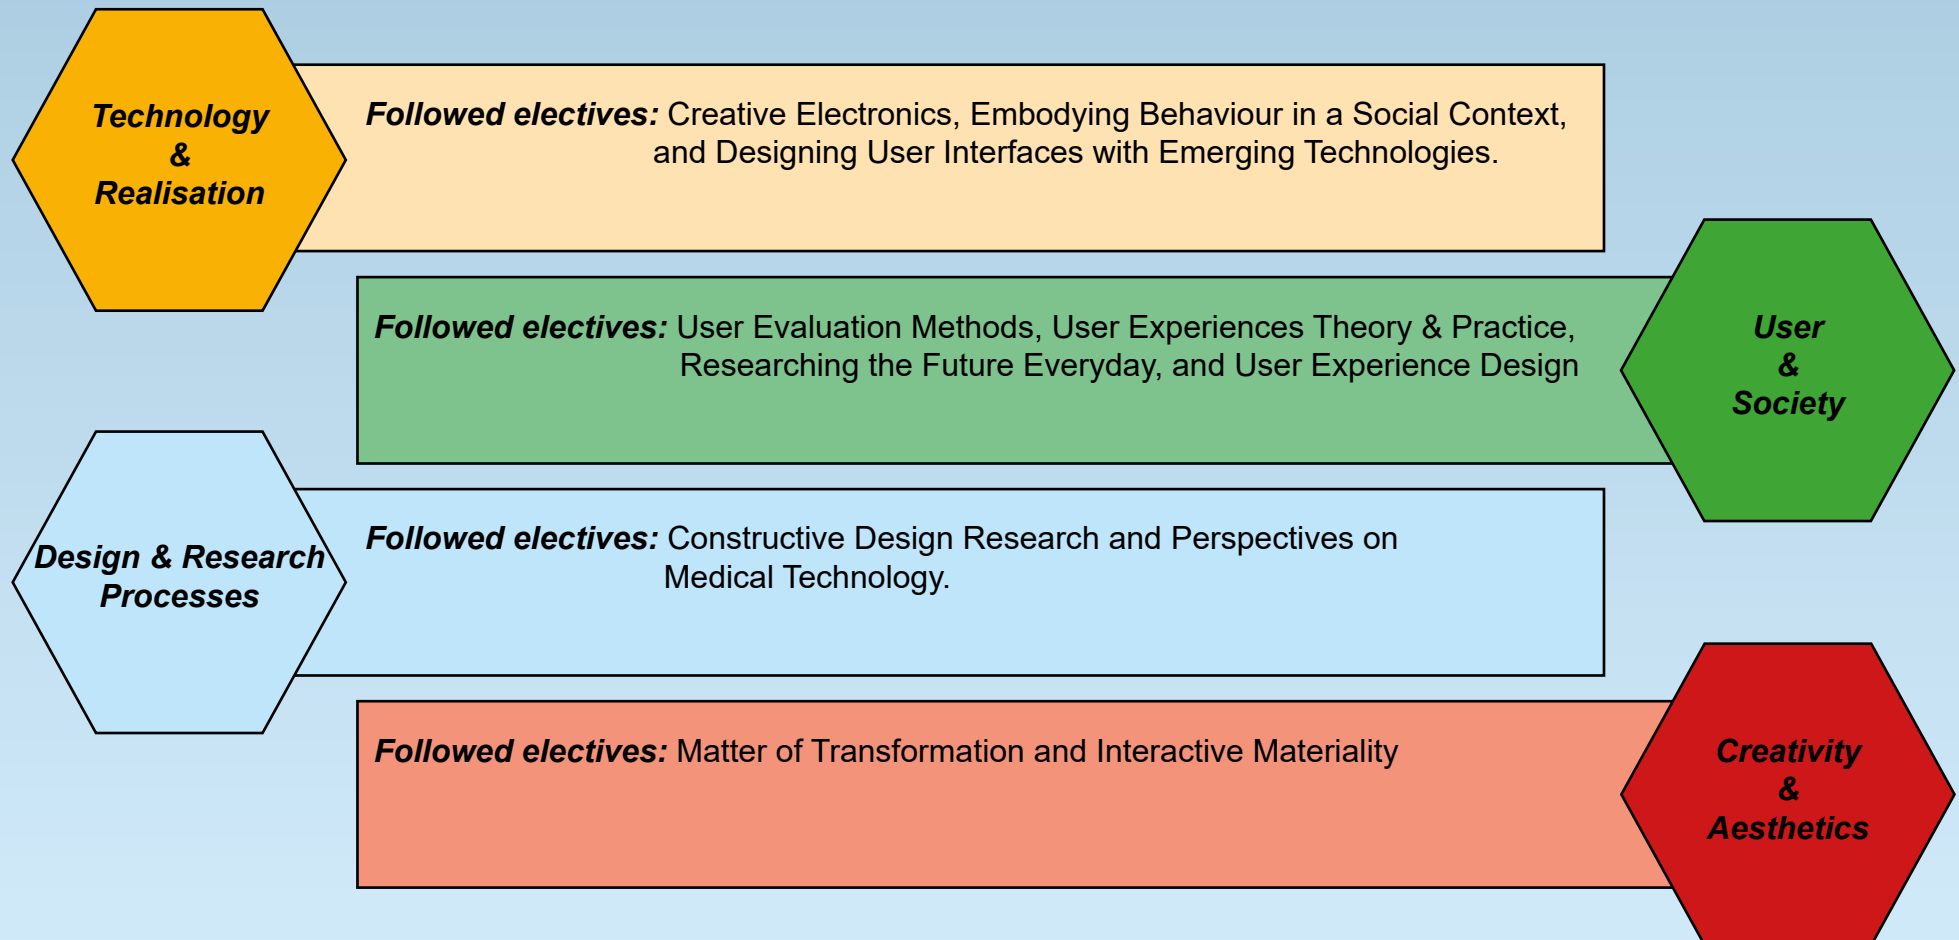 Technology
&
Realisation
Followed electives: Creative Electronics, Embodying Behaviour in a Social Context,
and Designing User Interfaces with Emerging Technologies.
Followed electives: User Evaluation Methods, User Experiences Theory & Practice,
Researching the Future Everyday, and User Experience Design
User
&
Society
Design & Research
Processes
Followed electives: Constructive Design Research and Perspectives on
Medical Technology.
Followed electives: Matter of Transformation and Interactive Materiality
Creativity
&
Aesthetics